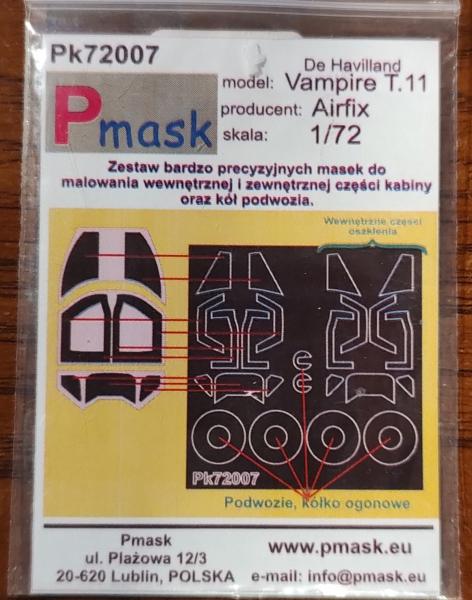 Pk72007
De Havilland
model: Vampire T.11
Pmask
producent: Airfix
skala: 1/72
Zestaw bardzo precyzyjnych masek do
malowania wewnętrznej i zewnętrznej części kabiny
oraz kół podwozia.
Wewnętrzne części
oszklenia
Pk72007
Podwozie, kółko ogonowe
Pmask
ul. Plażowa 12/3
20-620 Lublin, POLSKA
www.pmask.eu
e-mail: info@pmask.eu